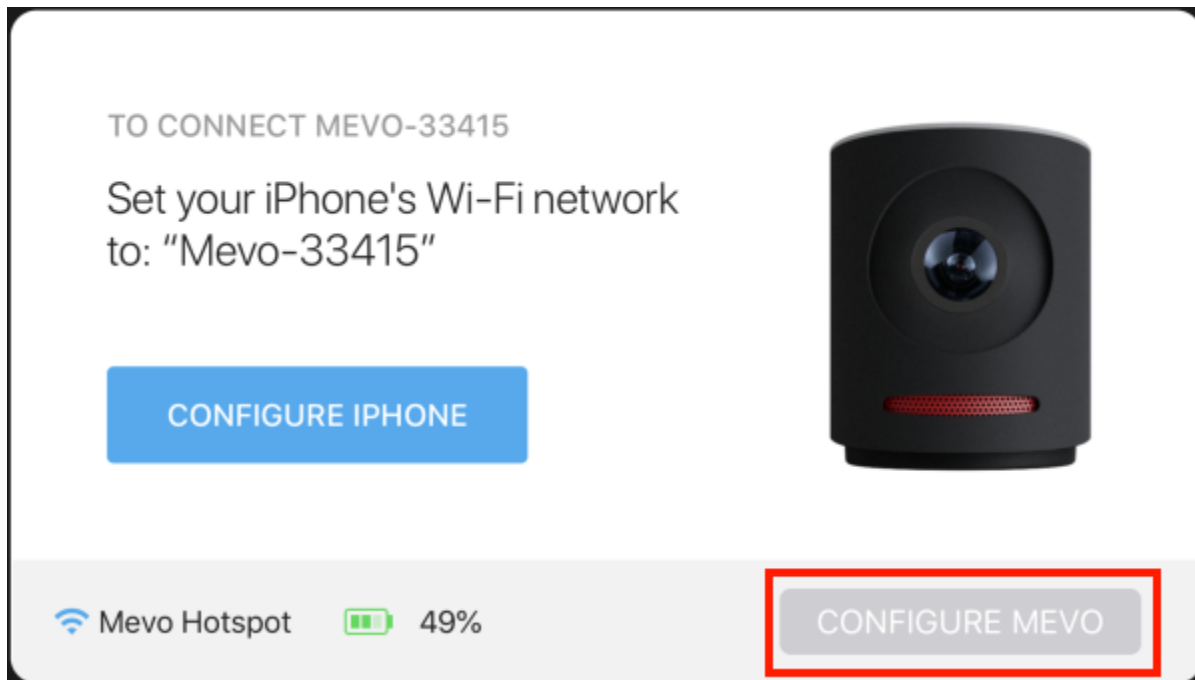 TO CONNECT MEVO-33415
Set your iPhone's Wi-Fi network
to: “Mevo-33415”
CONFIGURE IPHONE
Mevo Hotspot 49% CONFIGURE MEVO